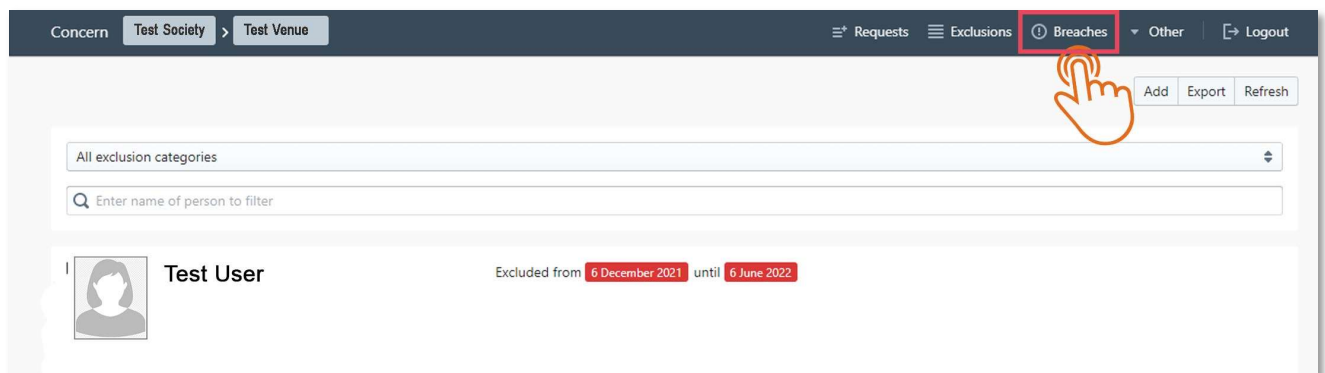 Concern Test Society > Test Venue Requests Exclusions Breaches Other Logout
Add Export Refresh
All exclusion categories
Enter name of person to filter
Test User Excluded from 6 December 2021 until 6 June 2022